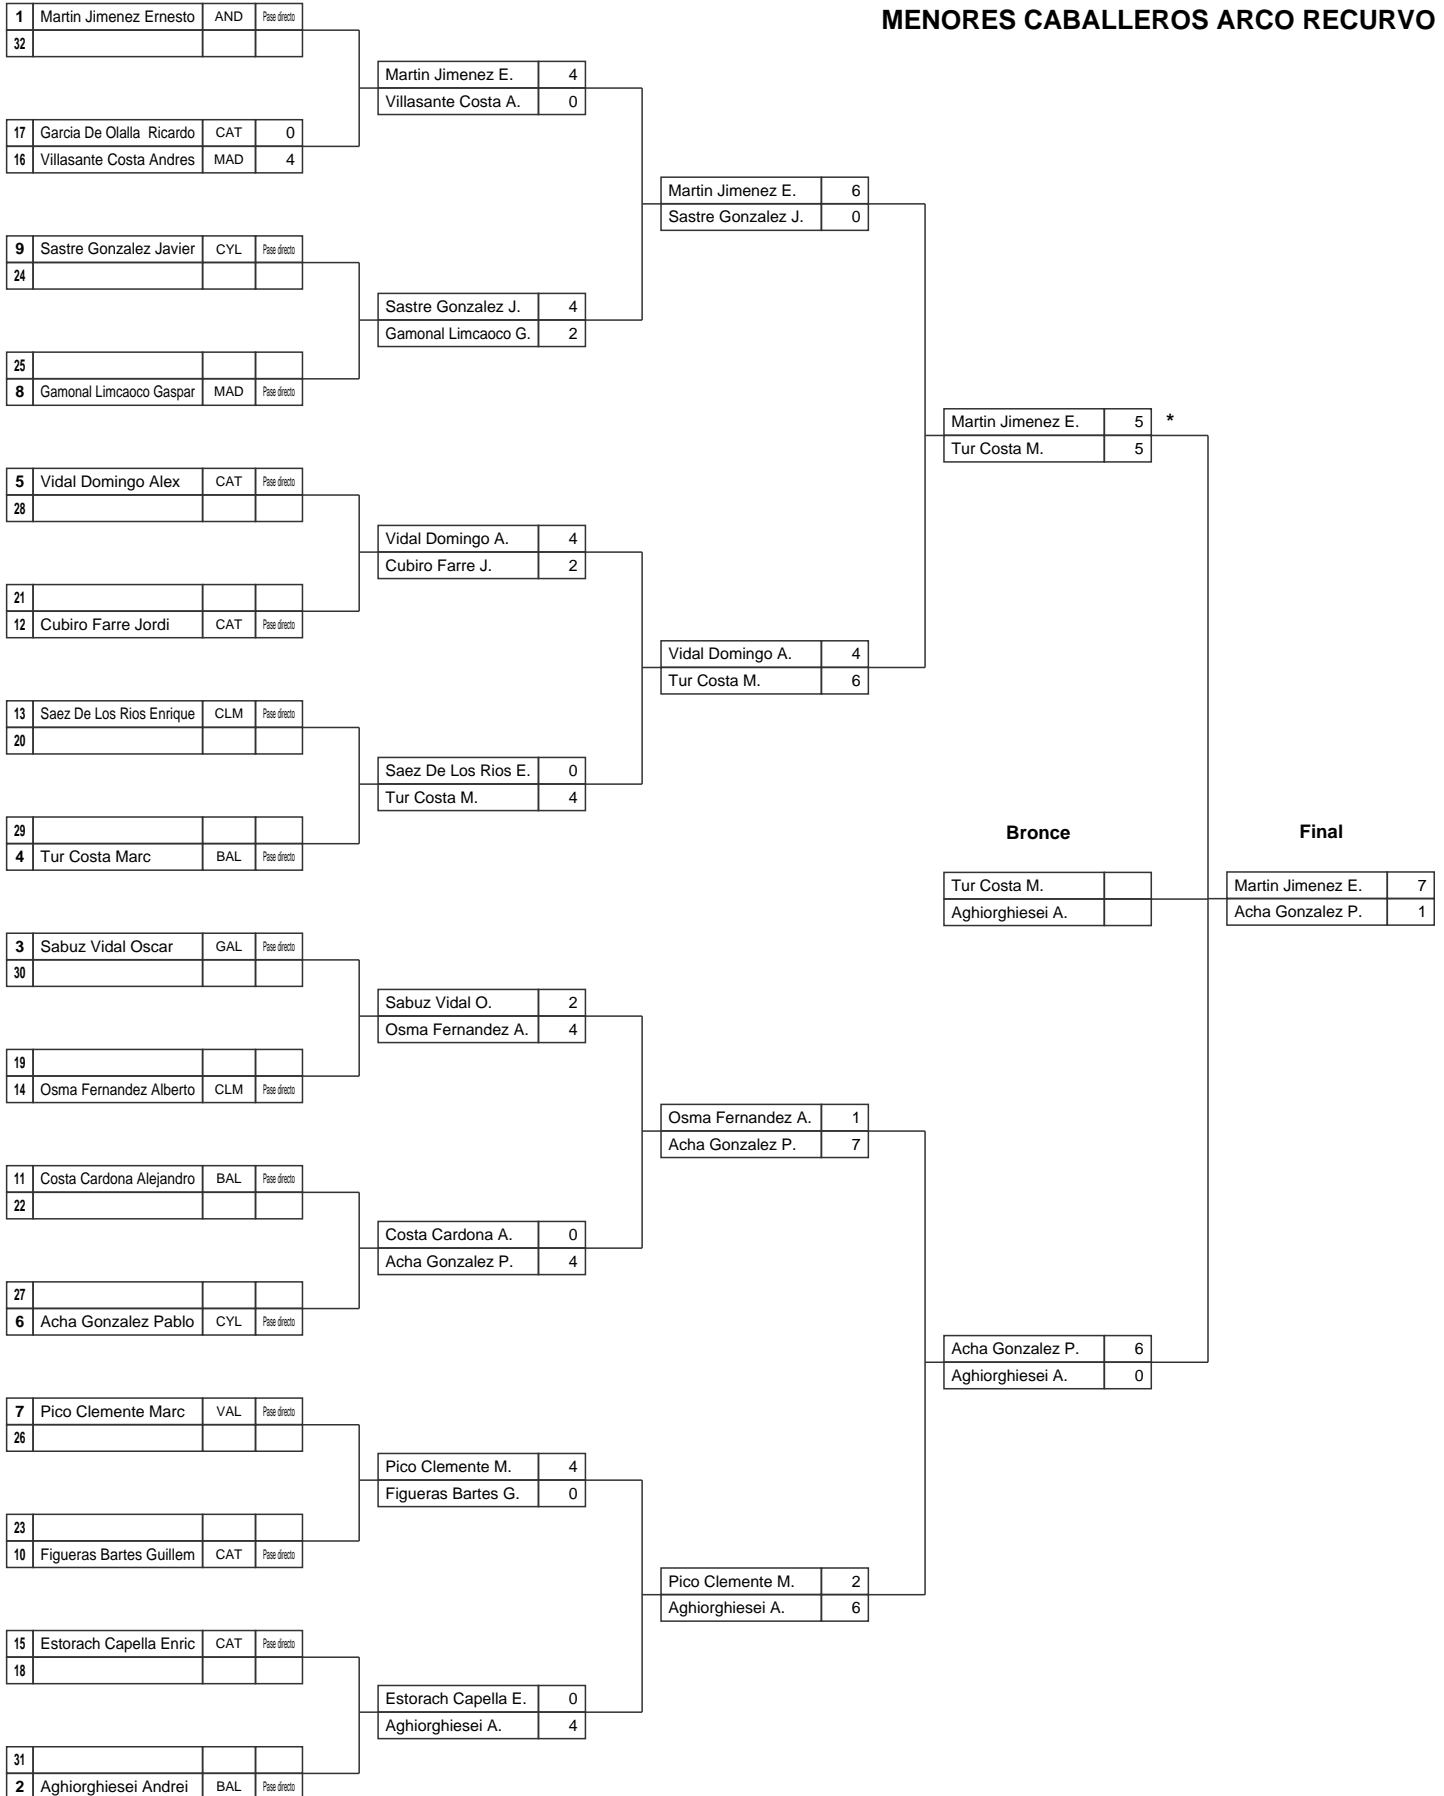 MENORES CABALLEROS ARCO RECURVO
1 Martin Jimenez Ernesto AND Pase directo
32
17 Garcia De Olalla Ricardo CAT 0
16 Villasante Costa Andres MAD 4
9 Sastre Gonzalez Javier CYL Pase directo
24
25
8 Gamonal Limcaoco Gaspar MAD Pase directo
5 Vidal Domingo Alex CAT Pase directo
28
21
12 Cubiro Farre Jordi CAT Pase directo
13 Saez De Los Rios Enrique CLM Pase directo
20
29
4 Tur Costa Marc BAL Pase directo
3 Sabuz Vidal Oscar GAL Pase directo
30
19
14 Osma Fernandez Alberto CLM Pase directo
11 Costa Cardona Alejandro BAL Pase directo
22
27
6 Acha Gonzalez Pablo CYL Pase directo
7 Pico Clemente Marc VAL Pase directo
26
23
10 Figueras Bartes Guillem CAT Pase directo
15 Estorach Capella Enric CAT Pase directo
18
31
2 Aghiorghiesei Andrei BAL Pase directo
Martin Jimenez E. 4
Villasante Costa A. 0
Sastre Gonzalez J. 4
Gamonal Limcaoco G. 2
Vidal Domingo A. 4
Cubiro Farre J. 2
Saez De Los Rios E. 0
Tur Costa M. 4
Sabuz Vidal O. 2
Osma Fernandez A. 4
Costa Cardona A. 0
Acha Gonzalez P. 4
Pico Clemente M. 4
Figueras Bartes G. 0
Estorach Capella E. 0
Aghiorghiesei A. 4
Martin Jimenez E. 6
Sastre Gonzalez J. 0
Vidal Domingo A. 4
Tur Costa M. 6
Osma Fernandez A. 1
Acha Gonzalez P. 7
Pico Clemente M. 2
Aghiorghiesei A. 6
Martin Jimenez E. 5 *
Tur Costa M. 5
Acha Gonzalez P. 6
Aghiorghiesei A. 0
Bronce
Tur Costa M.
Aghiorghiesei A.
Final
Martin Jimenez E. 7
Acha Gonzalez P. 1